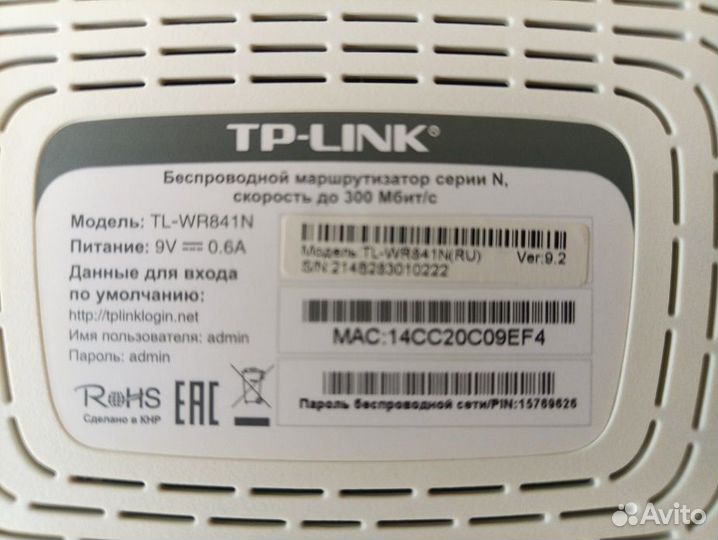 TP-LINK®
Беспроводной маршрутизатор серии N,
скорость до 300 Мбит/с
Модель: TL-WR841N
Питание: 9V ⎓ 0.6A
Данные для входа
по умолчанию:
http://tplinklogin.net
Имя пользователя: admin
Пароль: admin
RoHS
Сделано в КНР
EAC
Модель:TL-WR841N(RU) Ver:9.2
S/N:2148283010222
MAC:14CC20C09EF4
Пароль беспроводной сети/PIN:15769626
Avito